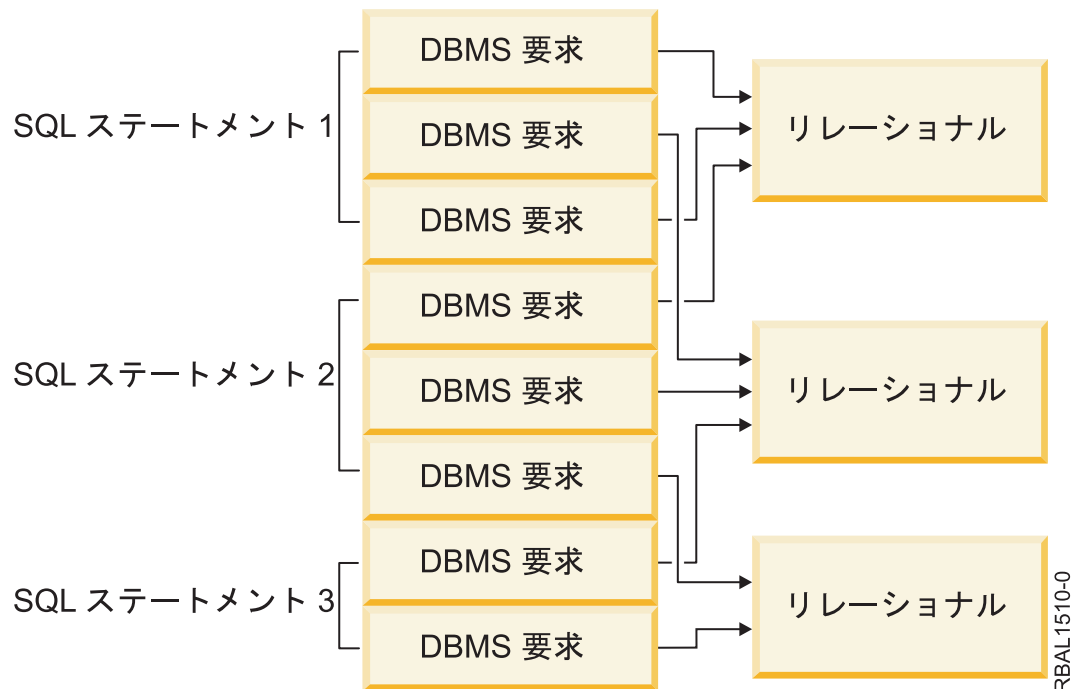 DBMS 要求
リレーショナル
SQL ステートメント 1
DBMS 要求
DBMS 要求
DBMS 要求
SQL ステートメント 2
DBMS 要求
リレーショナル
DBMS 要求
DBMS 要求
SQL ステートメント 3
リレーショナル
DBMS 要求
RBAL1510-0